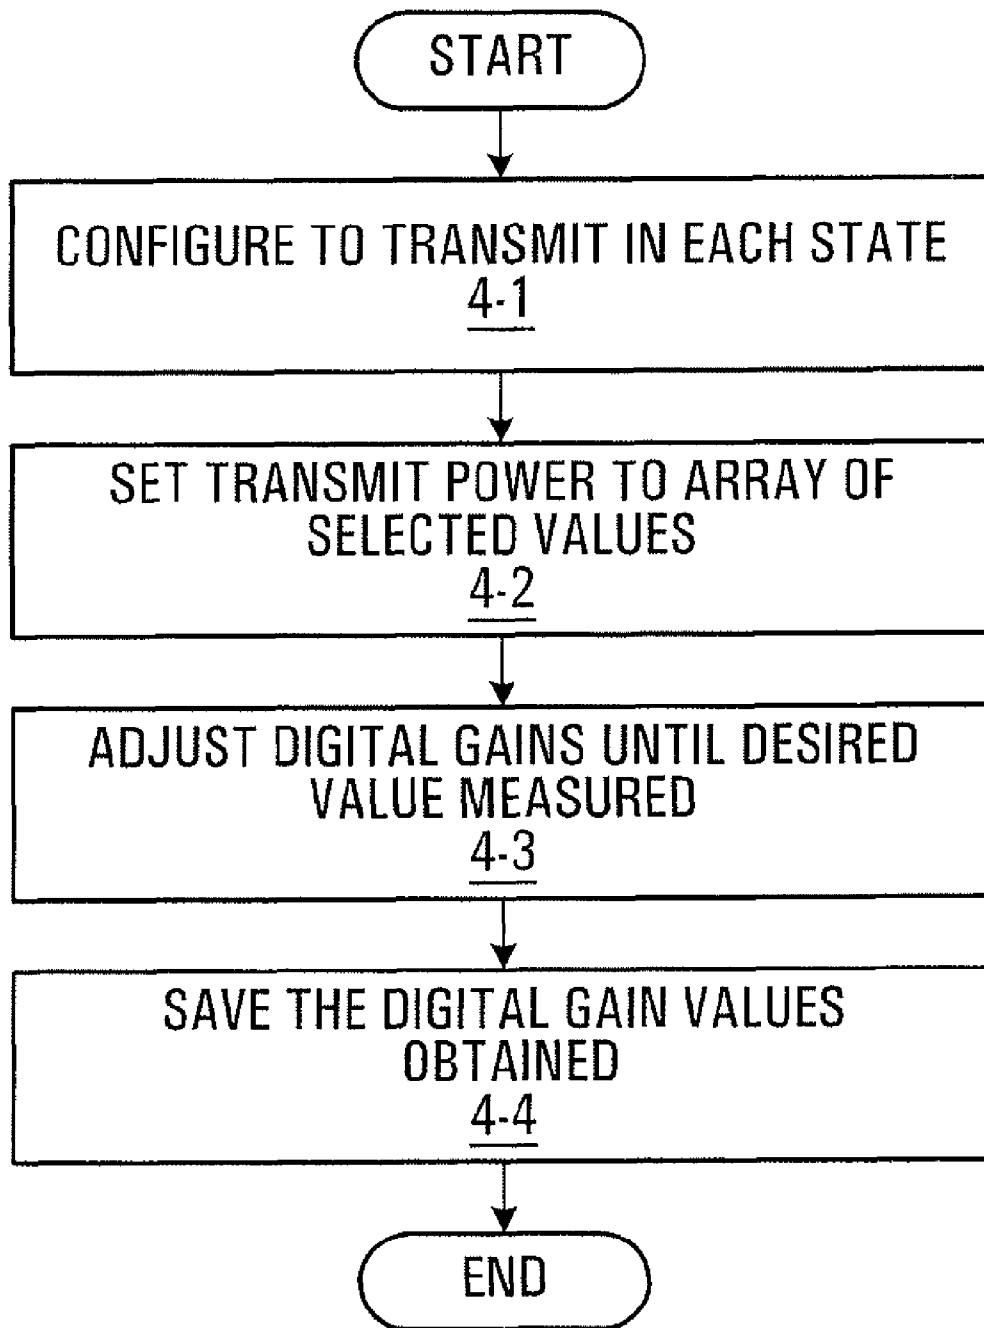 START
CONFIGURE TO TRANSMIT IN EACH STATE
4-1
SET TRANSMIT POWER TO ARRAY OF
SELECTED VALUES
4-2
ADJUST DIGITAL GAINS UNTIL DESIRED
VALUE MEASURED
4-3
SAVE THE DIGITAL GAIN VALUES
OBTAINED
4-4
END